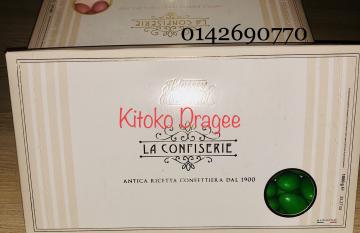 LA CONFISERIE
0142690770
Kitoko Dragee
LA CONFISERIE
ANTICA RICETTA CONFETTIERA DAL 1900